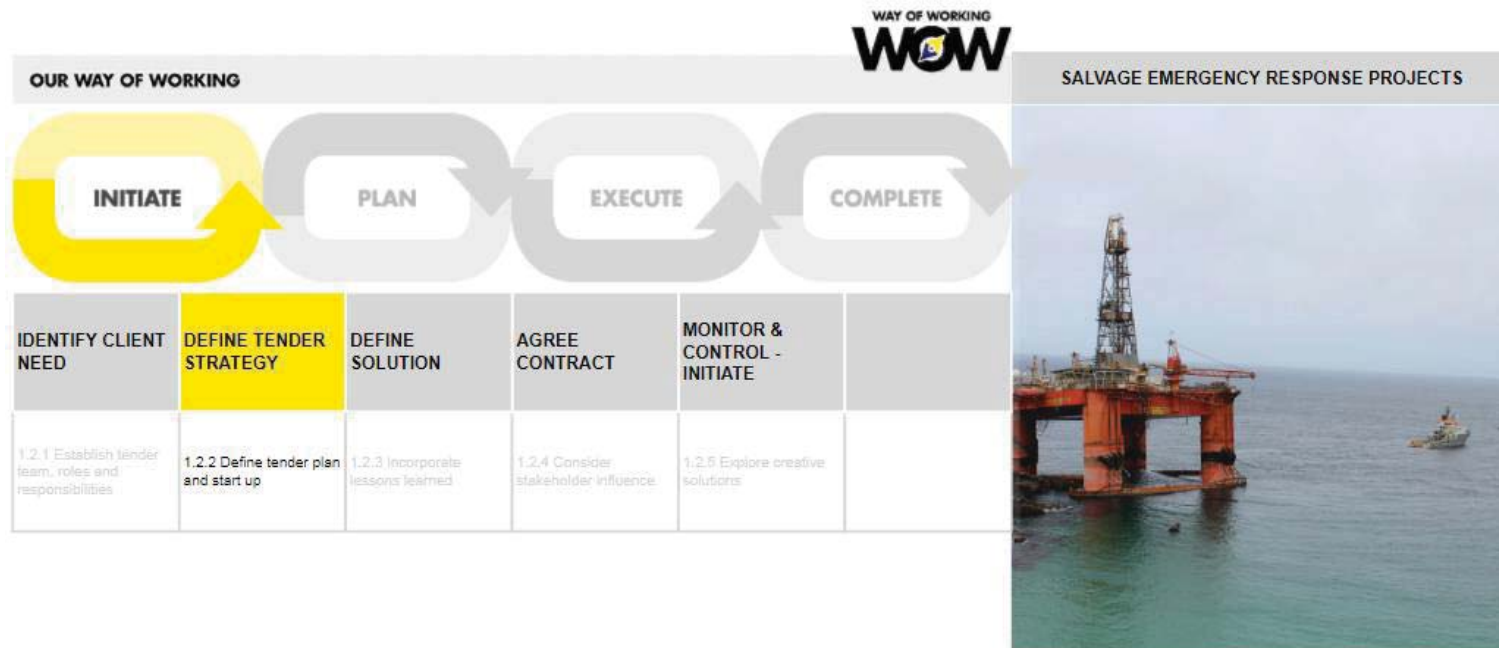 WAY OF WORKING
WOW
OUR WAY OF WORKING
SALVAGE EMERGENCY RESPONSE PROJECTS
INITIATE
PLAN
EXECUTE
COMPLETE
IDENTIFY CLIENT
NEED
DEFINE TENDER
STRATEGY
DEFINE
SOLUTION
AGREE
CONTRACT
MONITOR &
CONTROL -
INITIATE
1.2.1 Establish tender
team, roles and
responsibilities
1.2.2 Define tender plan
and start up
1.2.3 Incorporate
lessons learned
1.2.4 Consider
stakeholder influence
1.2.5 Explore creative
solutions